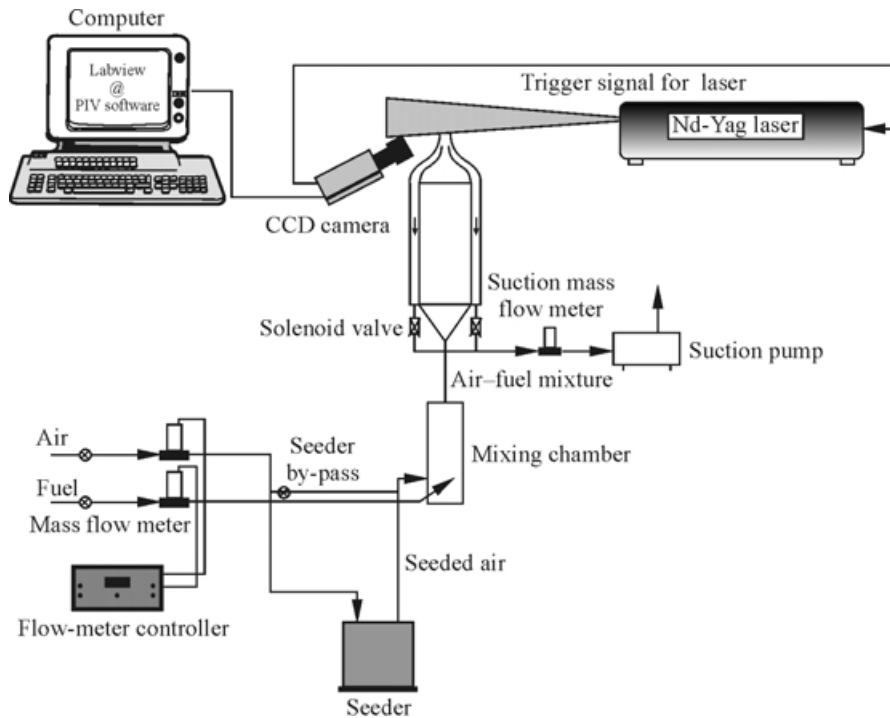 Computer
Labview
@
PIV software
Trigger signal for laser
Nd-Yag laser
CCD camera
Suction mass
flow meter
Solenoid valve
Suction pump
Air–fuel mixture
Air
Seeder
by-pass
Mixing chamber
Fuel
Mass flow meter
Seeded air
Flow-meter controller
Seeder